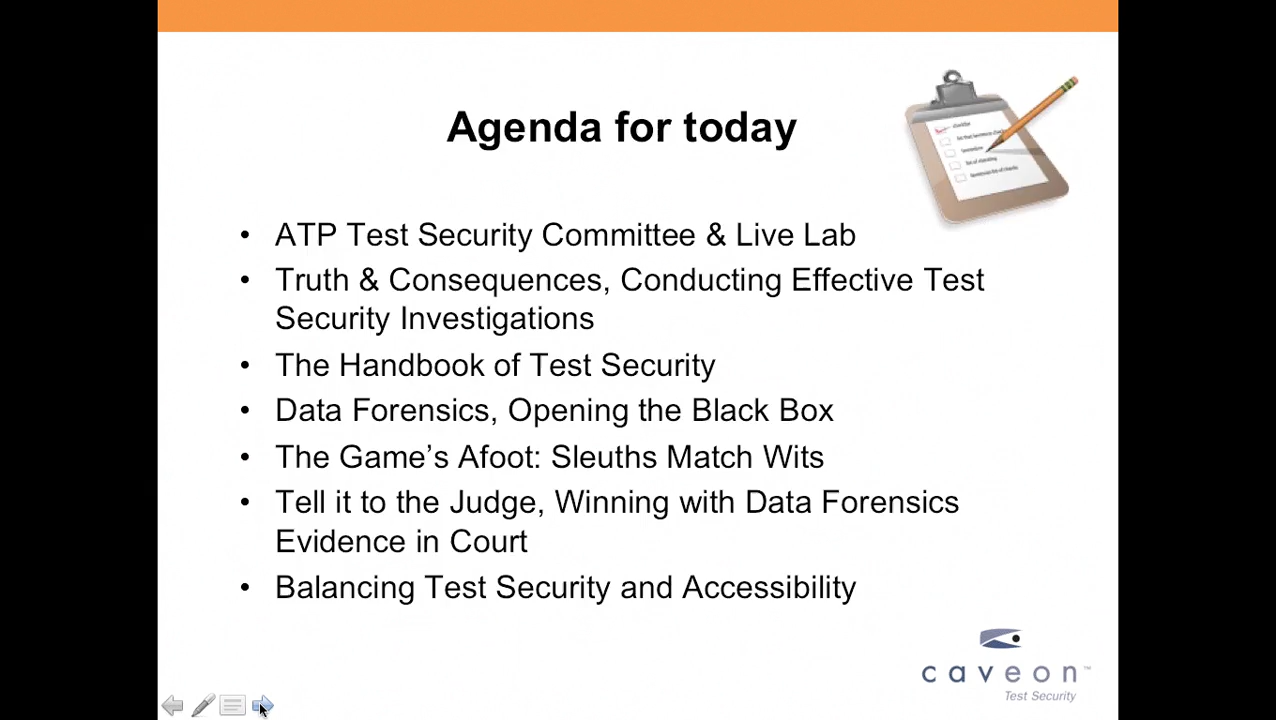 Agenda for today
• ATP Test Security Committee & Live Lab
• Truth & Consequences, Conducting Effective Test
Security Investigations
• The Handbook of Test Security
• Data Forensics, Opening the Black Box
• The Game’s Afoot: Sleuths Match Wits
• Tell it to the Judge, Winning with Data Forensics
Evidence in Court
• Balancing Test Security and Accessibility
caveon™
Test Security